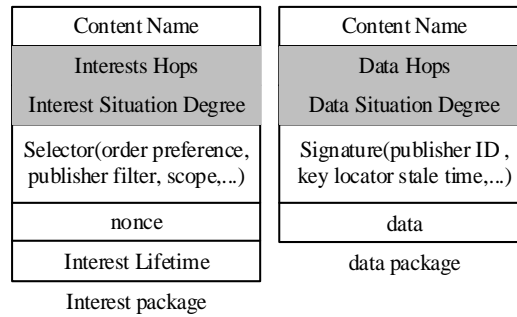 Content Name
Interests Hops
Interest Situation Degree
Selector(order preference,
publisher filter, scope,...)
nonce
Interest Lifetime
Interest package
Content Name
Data Hops
Data Situation Degree
Signature(publisher ID ,
key locator stale time,...)
data
data package